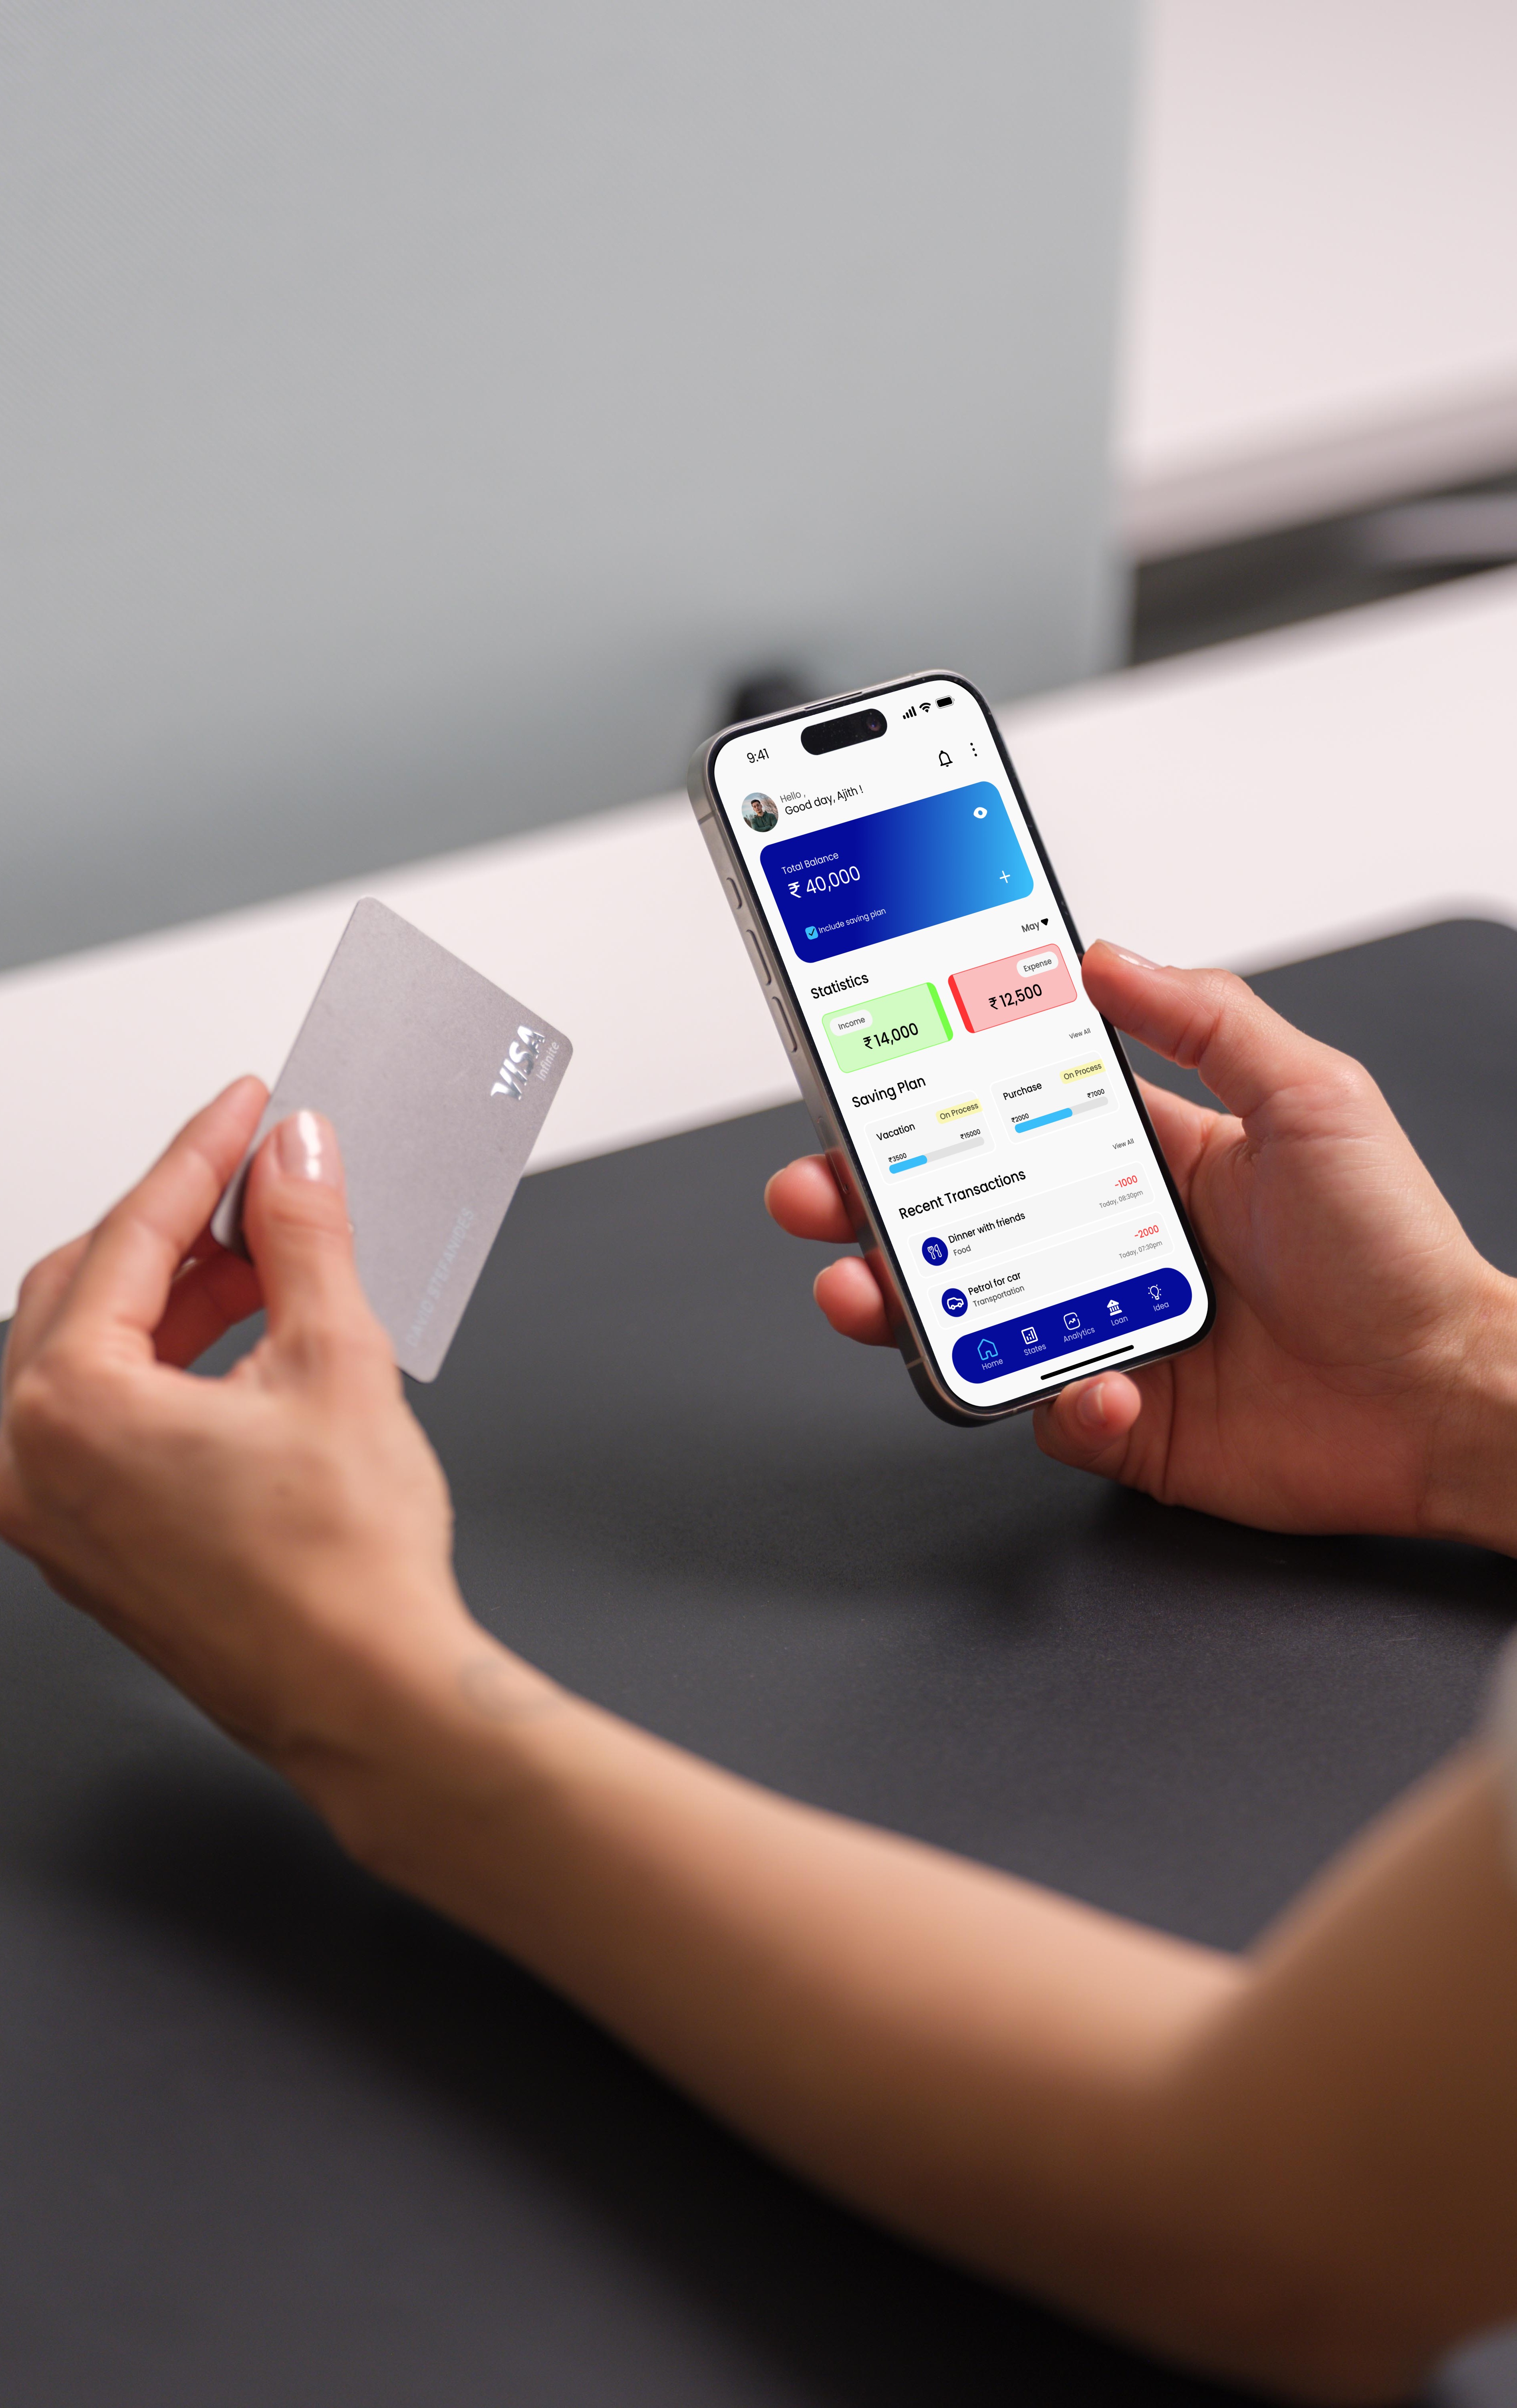 9:41
Hello ,
Good day, Ajith !
Total Balance
₹ 40,000
Include saving plan
May
Statistics
Income
₹ 14,000
Expense
₹ 12,500
View All
Saving Plan
Vacation
On Process
₹3500
₹15000
Purchase
On Process
₹2000
₹7000
View All
Recent Transactions
Dinner with friends
Food
-1000
Today, 08:30pm
Petrol for car
Transportation
-2000
Today, 07:30pm
Home
States
Analytics
Loan
Idea
VISA
Infinite